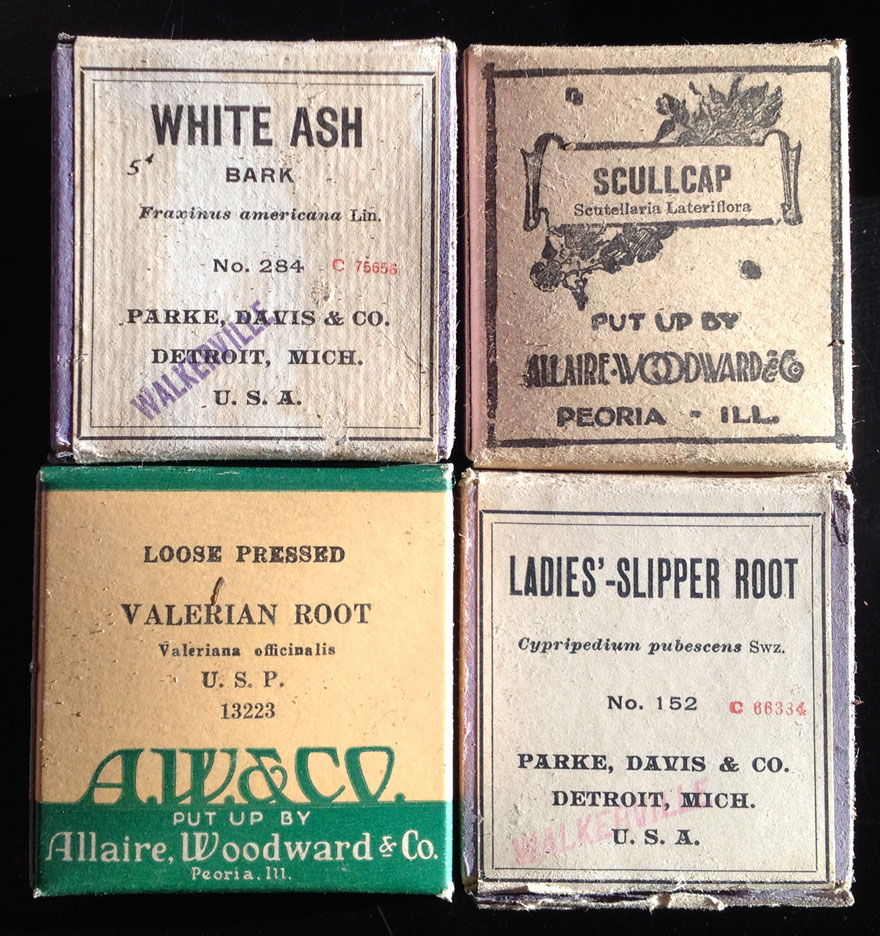 WHITE ASH
5¢
BARK
Fraxinus americana Lin.
No. 284 C 75656
PARKE, DAVIS & CO.
DETROIT, MICH.
U. S. A.
WALKERVILLE
SCULLCAP
Scutellaria Lateriflora
PUT UP BY
ALLAIRE·WOODWARD & Co
PEORIA - ILL.
LOOSE PRESSED
VALERIAN ROOT
Valeriana officinalis
U. S. P.
13223
A.W.&CO.
PUT UP BY
Allaire, Woodward & Co.
Peoria, Ill.
LADIES'-SLIPPER ROOT
Cypripedium pubescens Swz.
No. 152 C 66334
PARKE, DAVIS & CO.
DETROIT, MICH.
U. S. A.
WALKERVILLE